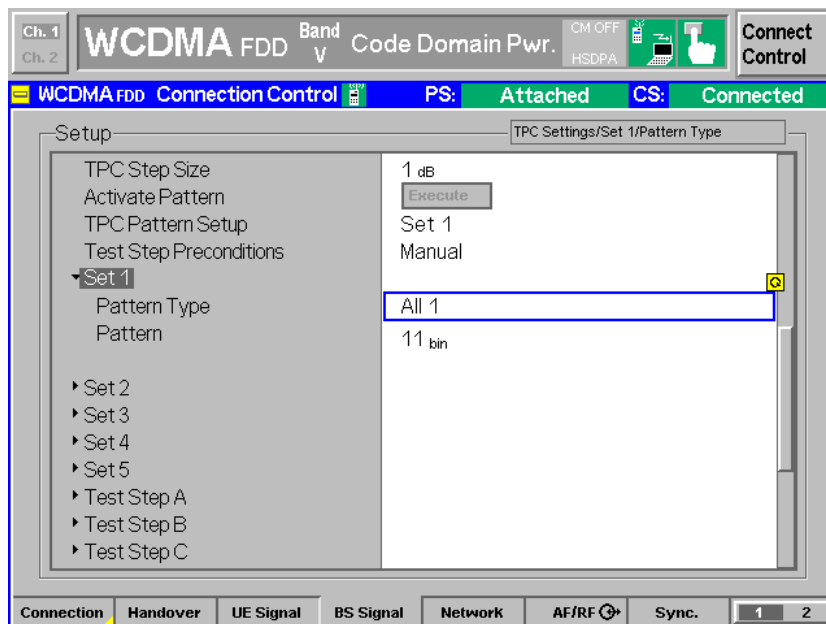 Ch. 1
Ch. 2
WCDMA FDD Band V Code Domain Pwr.
CM OFF
HSDPA
Connect Control
WCDMA FDD Connection Control PS: Attached CS: Connected
Setup
TPC Settings/Set 1/Pattern Type
TPC Step Size 1 dB
Activate Pattern Execute
TPC Pattern Setup Set 1
Test Step Preconditions Manual
Set 1
Pattern Type All 1
Pattern 11 bin
Set 2
Set 3
Set 4
Set 5
Test Step A
Test Step B
Test Step C
Connection Handover UE Signal BS Signal Network AF/RF Sync. 1 2